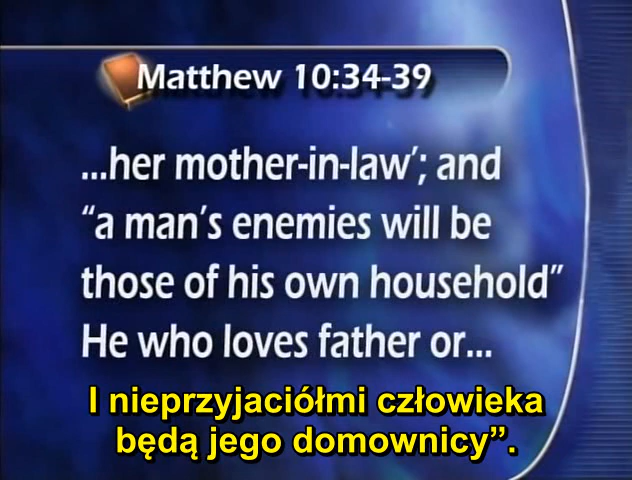 Matthew 10:34-39
...her mother-in-law’; and
“a man’s enemies will be
those of his own household”
He who loves father or...
I nieprzyjaciółmi człowieka
będą jego domownicy”.